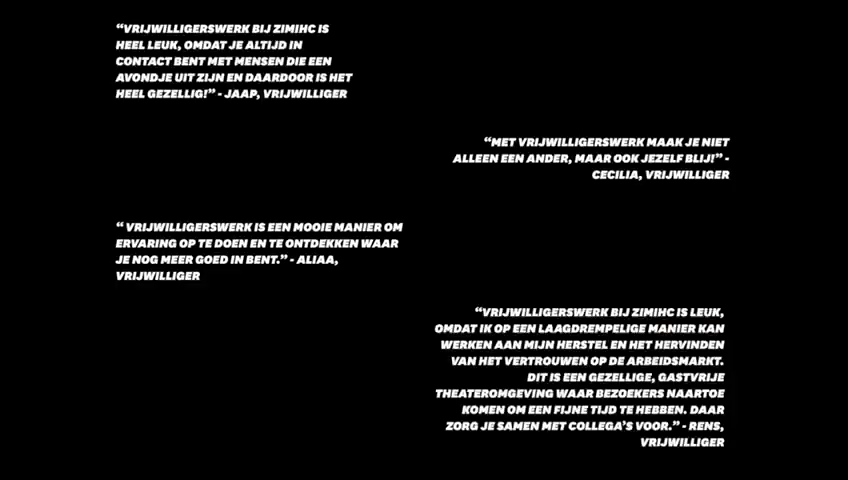 “VRIJWILLIGERSWERK BIJ ZIMIHC IS
HEEL LEUK, OMDAT JE ALTIJD IN
CONTACT BENT MET MENSEN DIE EEN
AVONDJE UIT ZIJN EN DAARDOOR IS HET
HEEL GEZELLIG!” - JAAP, VRIJWILLIGER
“MET VRIJWILLIGERSWERK MAAK JE NIET
ALLEEN EEN ANDER, MAAR OOK JEZELF BLIJ!” -
CECILIA, VRIJWILLIGER
“ VRIJWILLIGERSWERK IS EEN MOOIE MANIER OM
ERVARING OP TE DOEN EN TE ONTDEKKEN WAAR
JE NOG MEER GOED IN BENT.” - ALIAA,
VRIJWILLIGER
“VRIJWILLIGERSWERK BIJ ZIMIHC IS LEUK,
OMDAT IK OP EEN LAAGDREMPELIGE MANIER KAN
WERKEN AAN MIJN HERSTEL EN HET HERVINDEN
VAN HET VERTROUWEN OP DE ARBEIDSMARKT.
DIT IS EEN GEZELLIGE, GASTVRIJE
THEATEROMGEVING WAAR BEZOEKERS NAARTOE
KOMEN OM EEN FIJNE TIJD TE HEBBEN. DAAR
ZORG JE SAMEN MET COLLEGA’S VOOR.” - RENS,
VRIJWILLIGER